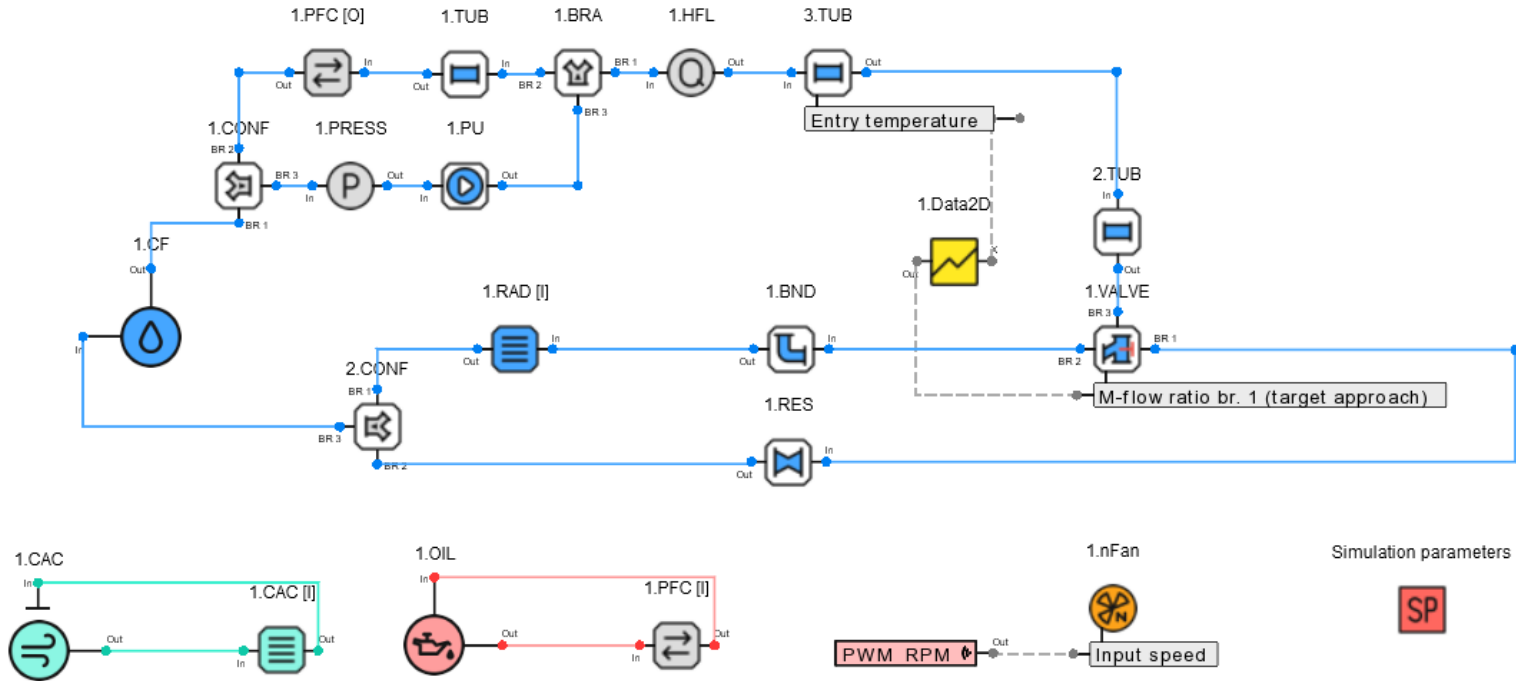 1.PFC [O]
1.TUB
1.BRA
1.HFL
3.TUB
Out
In
Out
In
BR 2
BR 1
In
Out
In
Out
BR 3
Entry temperature
1.CONF
1.PRESS
1.PU
BR 2
BR 3
In
Out
In
Out
BR 1
2.TUB
In
Out
1.Data2D
x
Out
1.CF
Out
In
1.RAD [I]
1.BND
1.VALVE
BR 3
BR 1
BR 2
Out
In
Out
In
2.CONF
BR 1
M-flow ratio br. 1 (target approach)
1.RES
BR 3
BR 2
Out
In
1.CAC
In
1.CAC [I]
Out
In
Out
1.OIL
In
1.PFC [I]
Out
In
Out
1.nFan
N
PWM_RPM
Out
Input speed
Simulation parameters
SP
Q
P